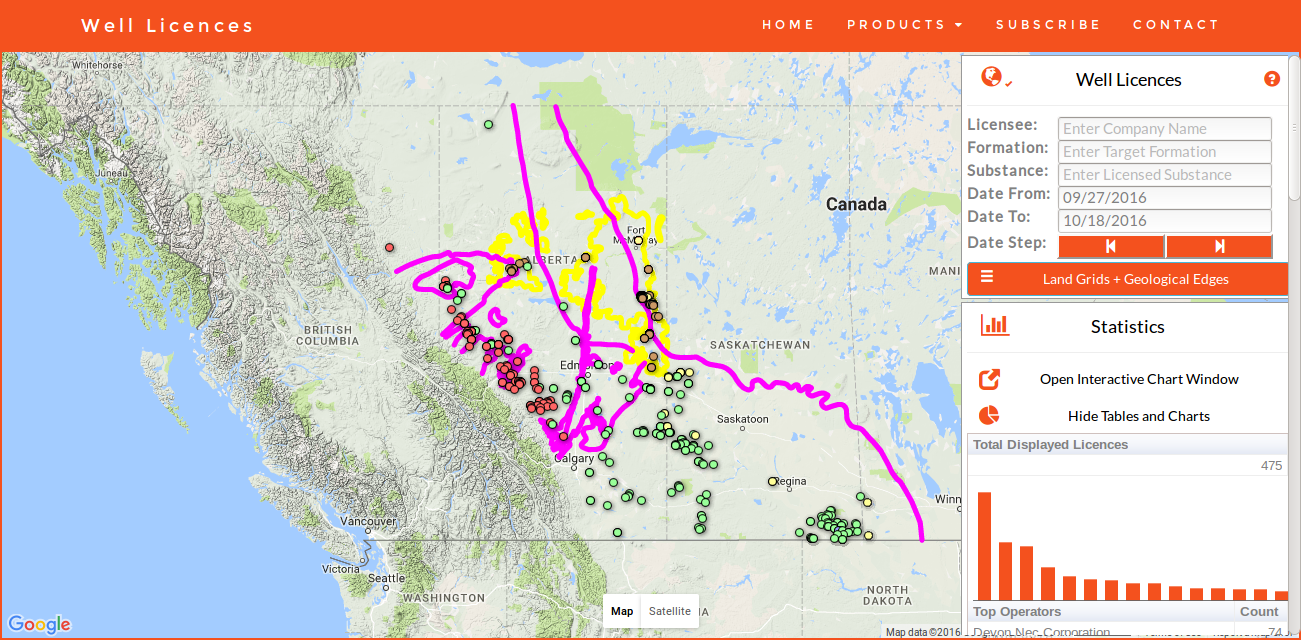 Well Licences
HOME PRODUCTS SUBSCRIBE CONTACT
Whitehorse
Juneau
Canada
Fort
McMurray
ALBERTA
MANI
BRITISH
COLUMBIA
SASKATCHEWAN
Edmonton
Saskatoon
Calgary
Regina
Winn
Vancouver
Victoria
Seattle
WASHINGTON
NORTH
DAKOTA
Map Satellite
Google
Map data ©2016
Well Licences
Licensee: Enter Company Name
Formation: Enter Target Formation
Substance: Enter Licensed Substance
Date From: 09/27/2016
Date To: 10/18/2016
Date Step:
Land Grids + Geological Edges
Statistics
Open Interactive Chart Window
Hide Tables and Charts
Total Displayed Licences
475
Top Operators Count
Devon Nec Corporation 74